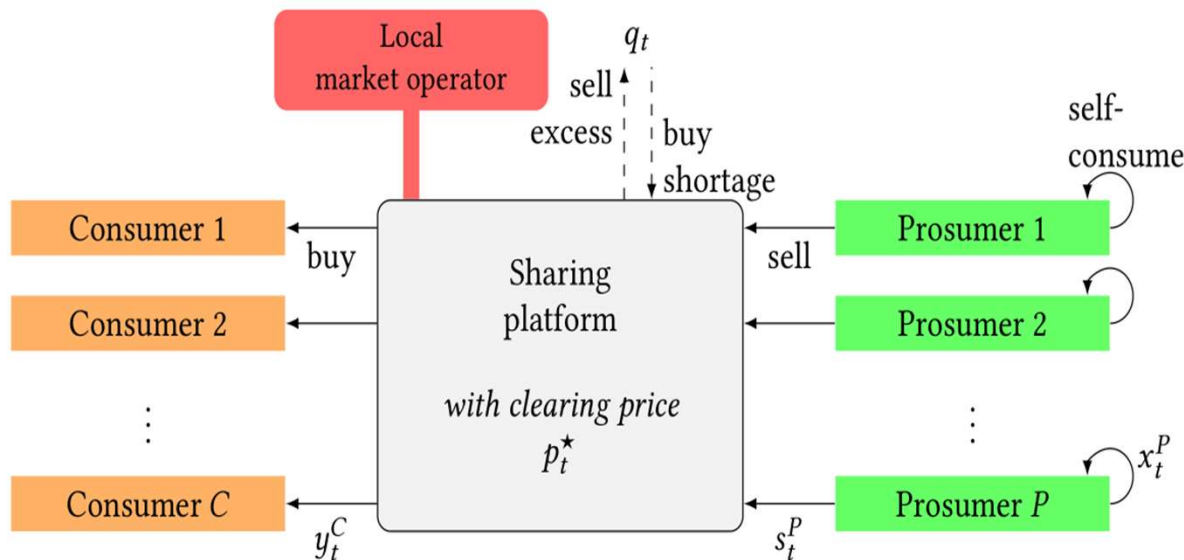 Local
market operator
q_t
sell
excess
buy
shortage
self-
consume
Consumer 1
buy
Sharing
platform
sell
Prosumer 1
Consumer 2
Prosumer 2
with clearing price
p_t^★
⋮
⋮
Consumer C
y_t^C
s_t^P
Prosumer P
x_t^P